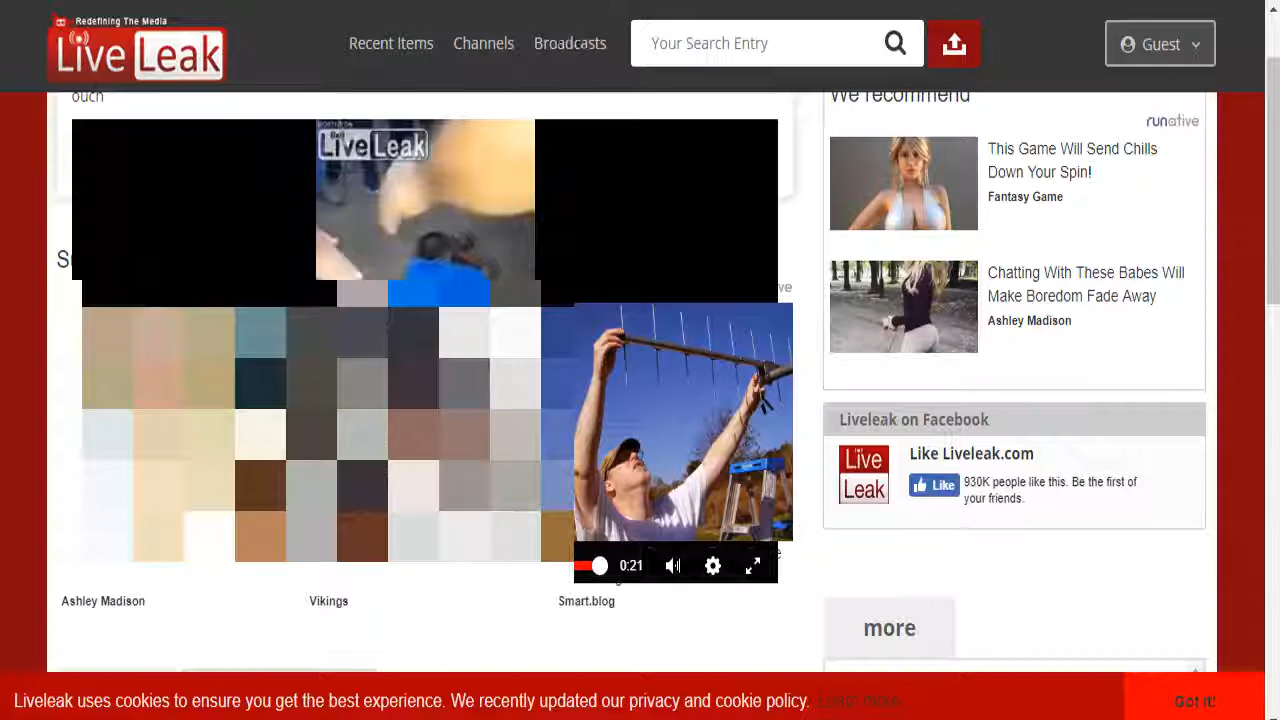 Redefining The Media
Live Leak
Recent Items
Channels
Broadcasts
Your Search Entry
Guest
ouch
We recommend
runative
LiveLeak
This Game Will Send Chills
Down Your Spin!
Fantasy Game
Chatting With These Babes Will
Make Boredom Fade Away
Ashley Madison
Liveleak on Facebook
Live
Leak
Like Liveleak.com
Like
930K people like this. Be the first of
your friends.
0:21
Ashley Madison
Vikings
Smart.blog
more
Liveleak uses cookies to ensure you get the best experience. We recently updated our privacy and cookie policy. Learn more
Got it!